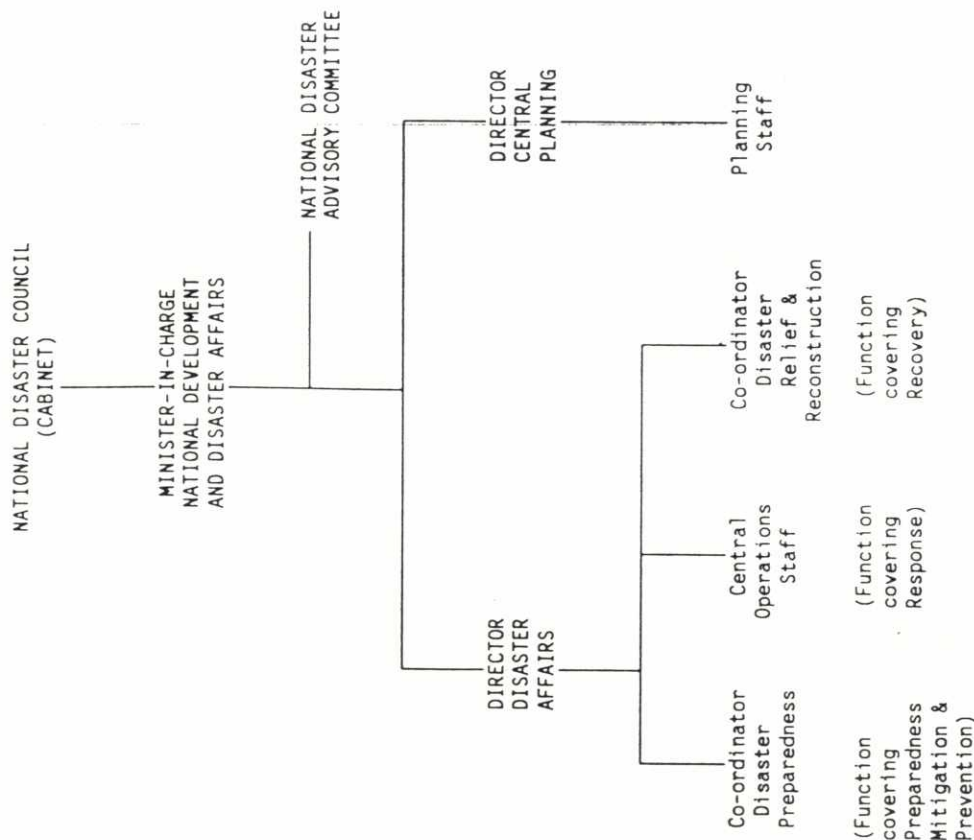 NATIONAL DISASTER COUNCIL
(CABINET)
MINISTER-IN-CHARGE
NATIONAL DEVELOPMENT
AND DISASTER AFFAIRS
NATIONAL DISASTER
ADVISORY COMMITTEE
DIRECTOR
DISASTER
AFFAIRS
DIRECTOR
CENTRAL
PLANNING
Co-ordinator
Disaster
Preparedness
(Function
covering
Preparedness
Mitigation &
Prevention)
Central
Operations
Staff
(Function
covering
Response)
Co-ordinator
Disaster
Relief &
Reconstruction
(Function
covering
Recovery)
Planning
Staff